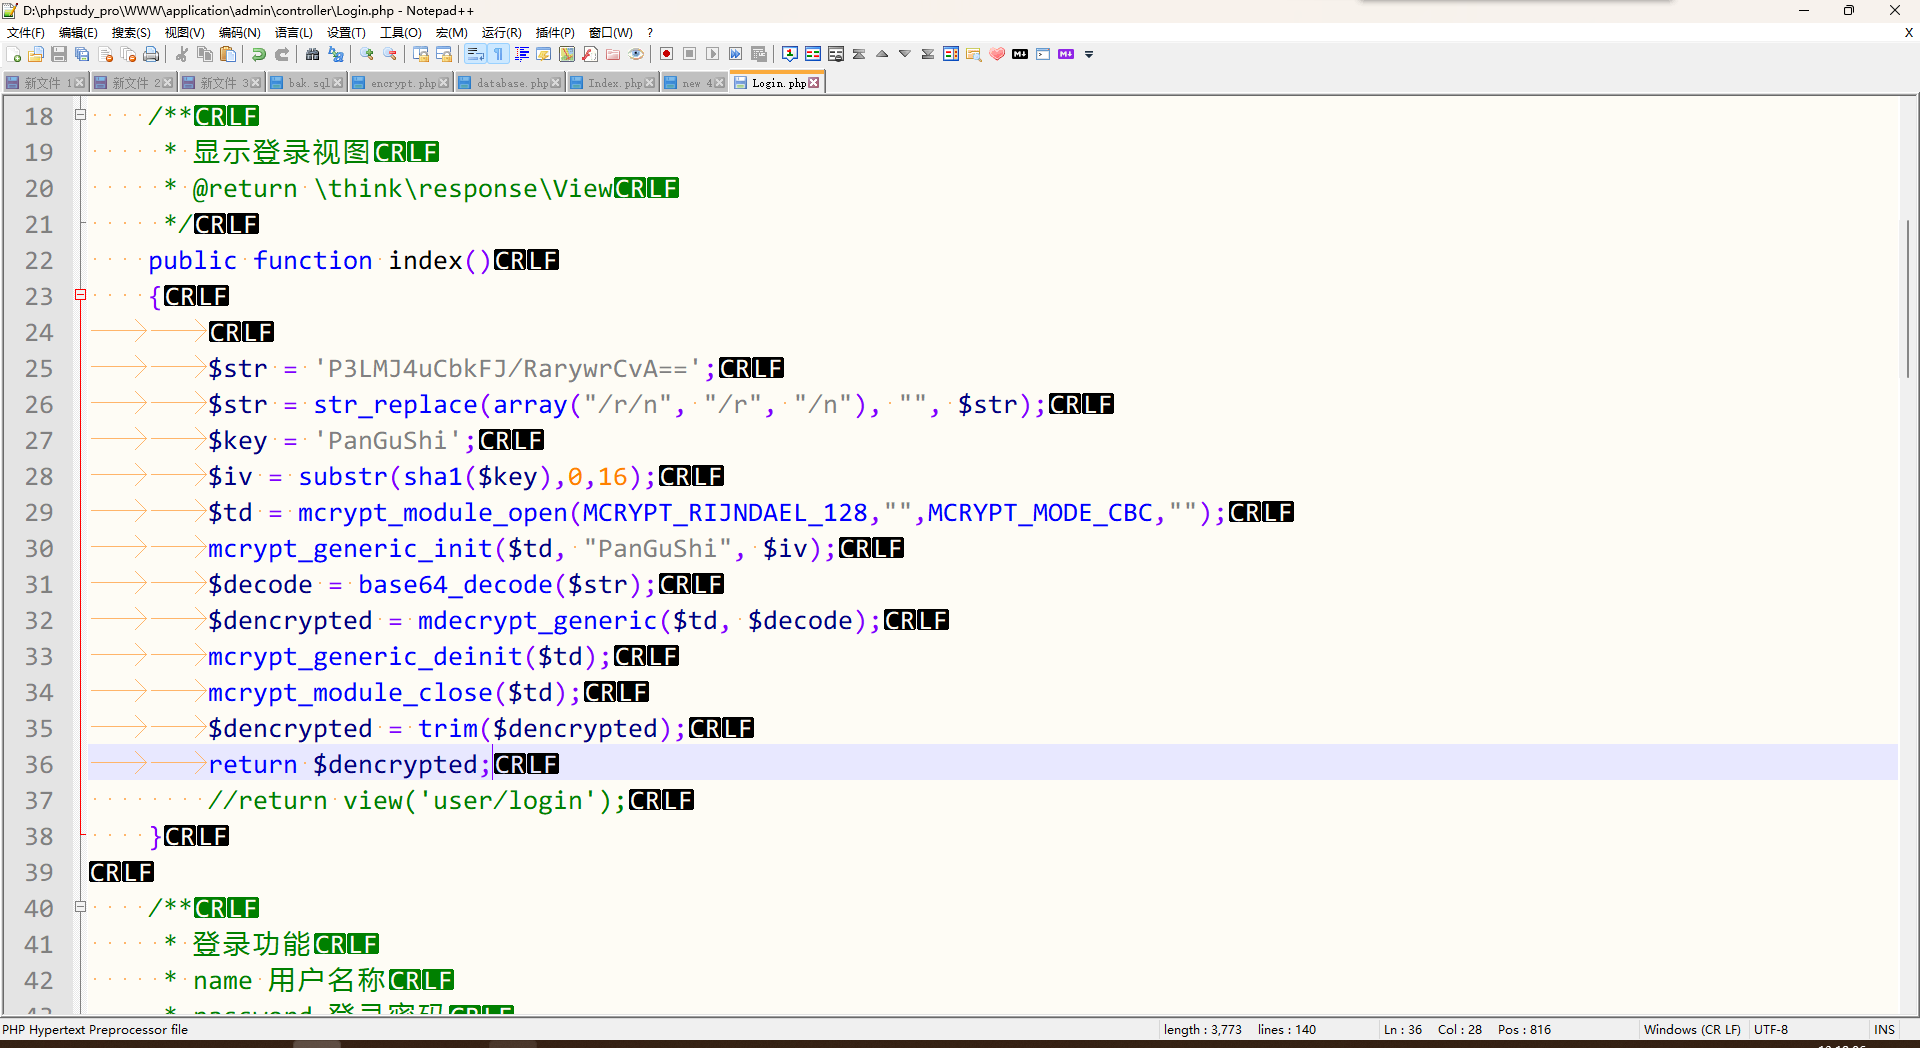 D:\phpstudy_pro\WWW\application\admin\controller\Login.php - Notepad++
文件(F) 编辑(E) 搜索(S) 视图(V) 编码(N) 语言(L) 设置(T) 工具(O) 宏(M) 运行(R) 插件(P) 窗口(W) ? X
新文件 1 新文件 2 新文件 3 bak.sql encrypt.php database.php Index.php new 4 Login.php
18 /**CRLF
19 * 显示登录视图CRLF
20 * @return \think\response\ViewCRLF
21 */CRLF
22 public function index()CRLF
23 {CRLF
24 CRLF
25 $str = 'P3LMJ4uCbkFJ/RarywrCvA==';CRLF
26 $str = str_replace(array("/r/n", "/r", "/n"), "", $str);CRLF
27 $key = 'PanGuShi';CRLF
28 $iv = substr(sha1($key),0,16);CRLF
29 $td = mcrypt_module_open(MCRYPT_RIJNDAEL_128,"",MCRYPT_MODE_CBC,"");CRLF
30 mcrypt_generic_init($td, "PanGuShi", $iv);CRLF
31 $decode = base64_decode($str);CRLF
32 $dencrypted = mdecrypt_generic($td, $decode);CRLF
33 mcrypt_generic_deinit($td);CRLF
34 mcrypt_module_close($td);CRLF
35 $dencrypted = trim($dencrypted);CRLF
36 return $dencrypted;CRLF
37 //return view('user/login');CRLF
38 }CRLF
39 CRLF
40 /**CRLF
41 * 登录功能CRLF
42 * name 用户名称CRLF
43 * password 登录密码CRLF
PHP Hypertext Preprocessor file length : 3,773 lines : 140 Ln : 36 Col : 28 Pos : 816 Windows (CR LF) UTF-8 INS